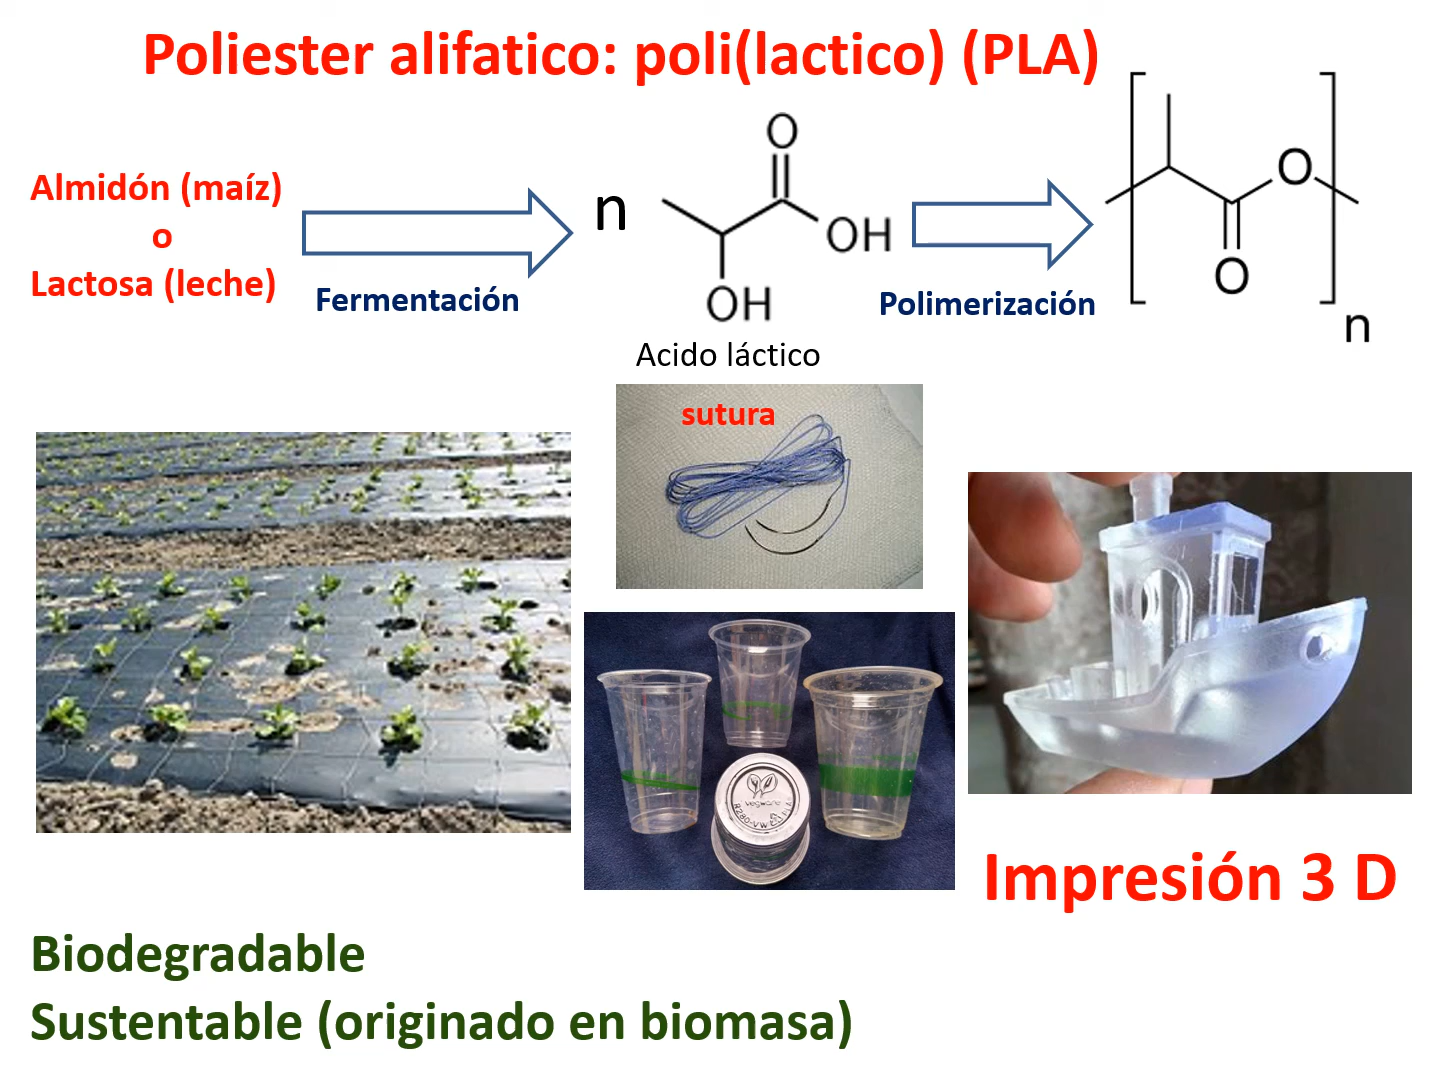 Poliester alifatico: poli(lactico) (PLA)
Almidón (maíz)
o
Lactosa (leche)
Fermentación
n
O
OH
OH
Acido láctico
Polimerización
O
O
n
sutura
vegware
Impresión 3 D
Biodegradable
Sustentable (originado en biomasa)